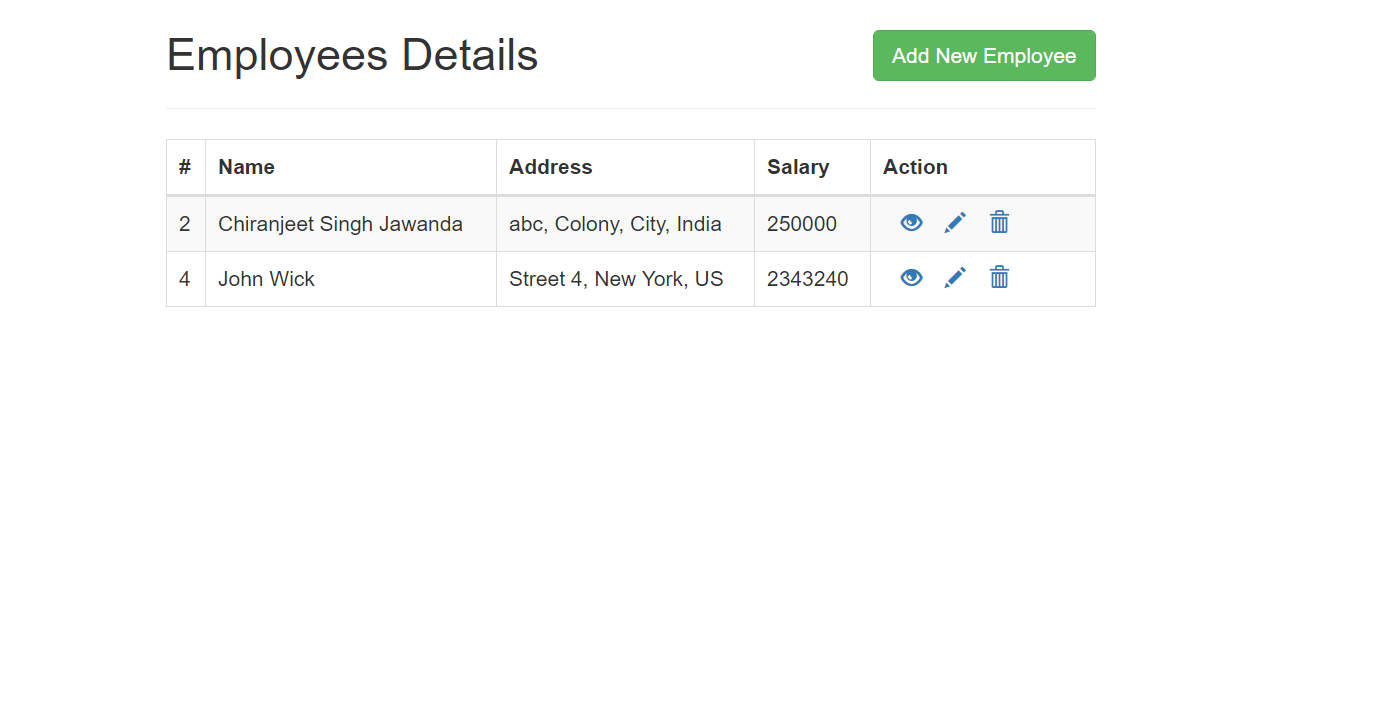 Employees Details Add New Employee
# Name Address Salary Action
2 Chiranjeet Singh Jawanda abc, Colony, City, India 250000
4 John Wick Street 4, New York, US 2343240